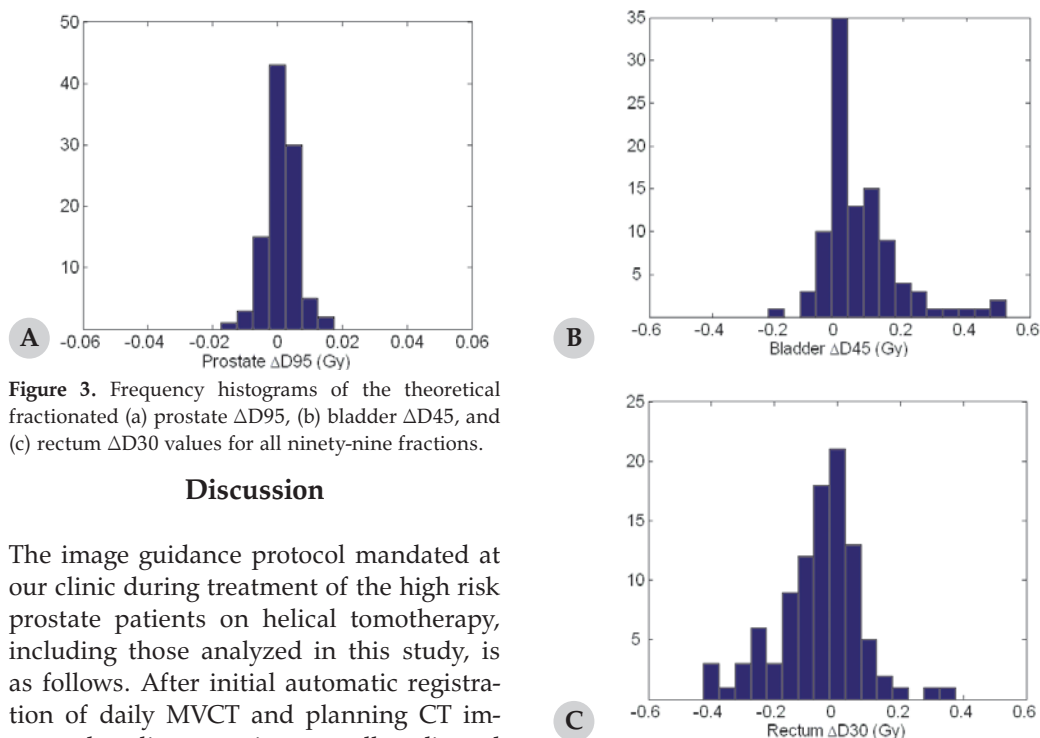 50
40
30
20
10
-0.06 -0.04 -0.02 0 0.02 0.04 0.06
Prostate ΔD95 (Gy)
A
Figure 3. Frequency histograms of the theoretical
fractionated (a) prostate ΔD95, (b) bladder ΔD45, and
(c) rectum ΔD30 values for all ninety-nine fractions.
Discussion
The image guidance protocol mandated at
our clinic during treatment of the high risk
prostate patients on helical tomotherapy,
including those analyzed in this study, is
as follows. After initial automatic registra-
tion of daily MVCT and planning CT im-
35
30
25
20
15
10
5
-0.6 -0.4 -0.2 0 0.2 0.4 0.6
Bladder ΔD45 (Gy)
B
25
20
15
10
5
-0.6 -0.4 -0.2 0 0.2 0.4 0.6
Rectum ΔD30 (Gy)
C